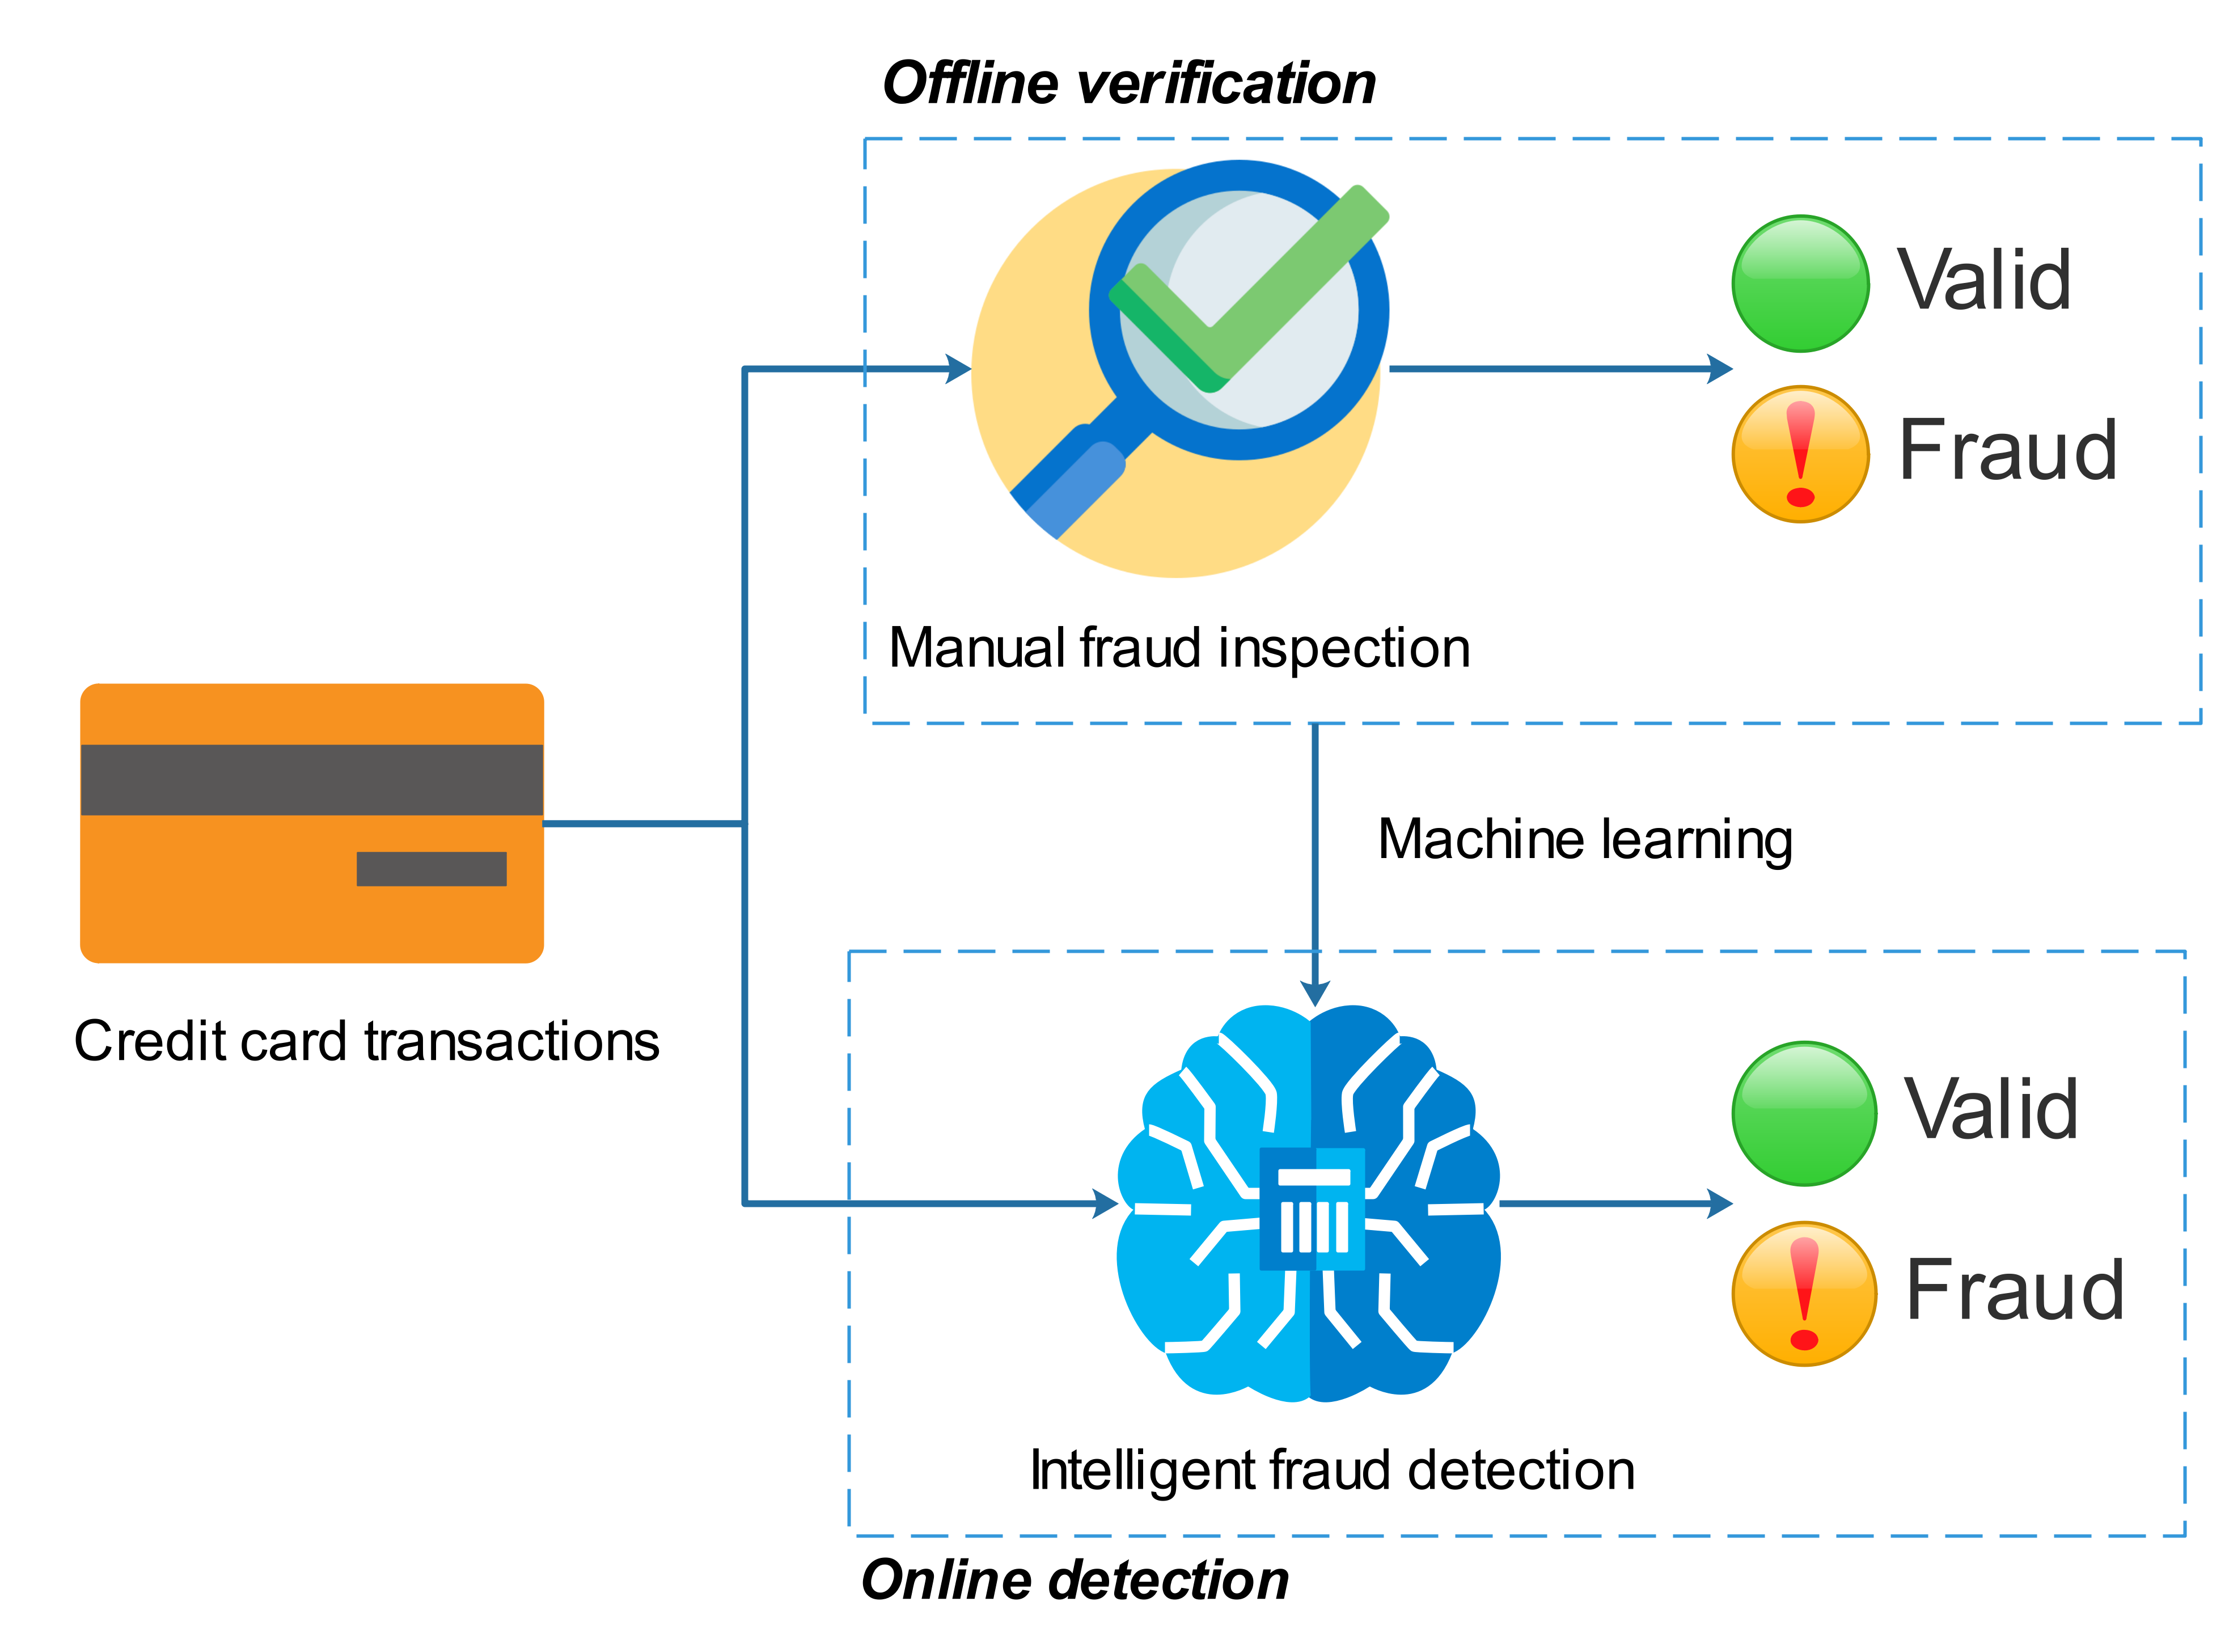 Offline verification
Valid
Fraud
Manual fraud inspection
Machine learning
Credit card transactions
Valid
Fraud
Intelligent fraud detection
Online detection